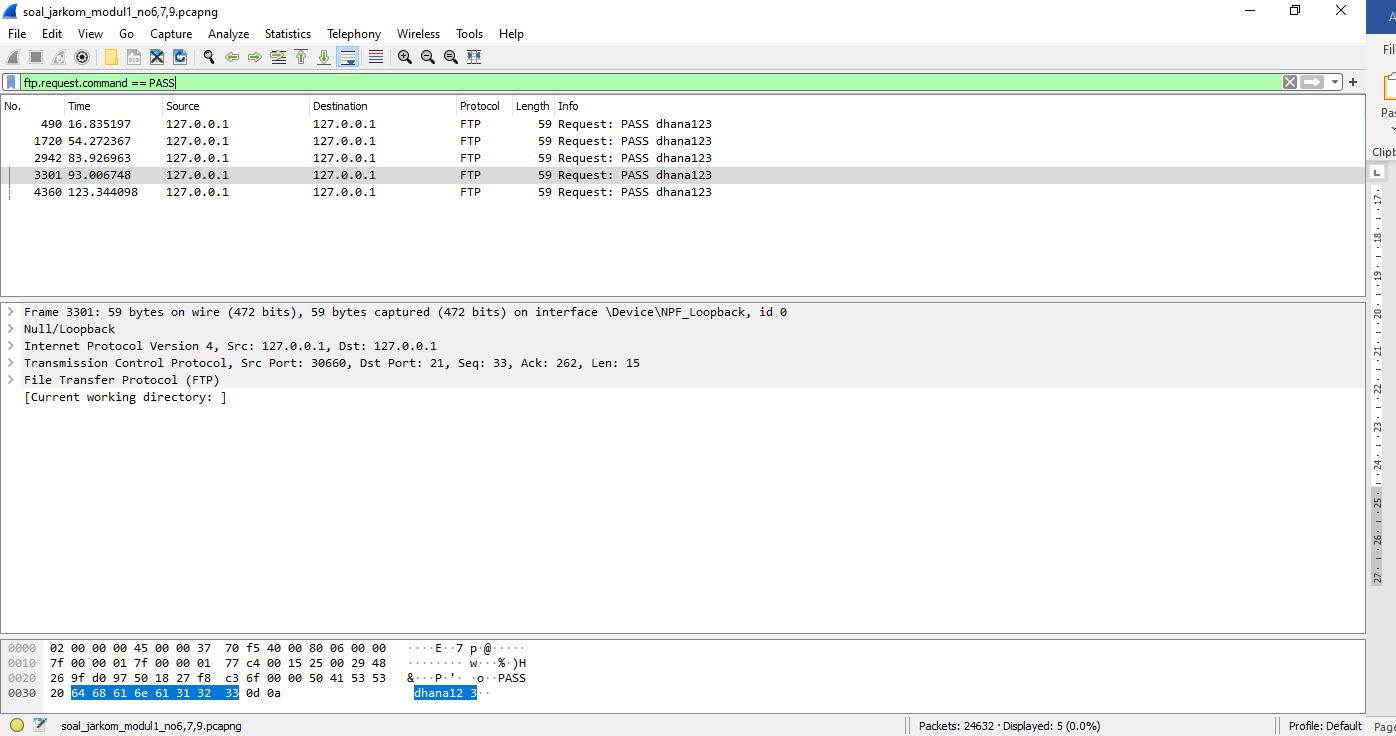 soal_jarkom_modul1_no6,7,9.pcapng
File Edit View Go Capture Analyze Statistics Telephony Wireless Tools Help
ftp.request.command == PASS
No. Time Source Destination Protocol Length Info
490 16.835197 127.0.0.1 127.0.0.1 FTP 59 Request: PASS dhana123
1720 54.272367 127.0.0.1 127.0.0.1 FTP 59 Request: PASS dhana123
2942 83.926963 127.0.0.1 127.0.0.1 FTP 59 Request: PASS dhana123
3301 93.006748 127.0.0.1 127.0.0.1 FTP 59 Request: PASS dhana123
4360 123.344098 127.0.0.1 127.0.0.1 FTP 59 Request: PASS dhana123
Frame 3301: 59 bytes on wire (472 bits), 59 bytes captured (472 bits) on interface \Device\NPF_Loopback, id 0
Null/Loopback
Internet Protocol Version 4, Src: 127.0.0.1, Dst: 127.0.0.1
Transmission Control Protocol, Src Port: 30660, Dst Port: 21, Seq: 33, Ack: 262, Len: 15
File Transfer Protocol (FTP)
[Current working directory: ]
0000 02 00 00 00 45 00 00 37 70 f5 40 00 80 06 00 00 ····E··7 p·@·····
0010 7f 00 00 01 7f 00 00 01 77 c4 00 15 25 00 29 48 ········ w···%·)H
0020 26 9f d0 97 50 18 27 f8 c3 6f 00 00 50 41 53 53 &···P·'· ·o··PASS
0030 20 64 68 61 6e 61 31 32 33 0d 0a dhana12 3··
soal_jarkom_modul1_no6,7,9.pcapng
Packets: 24632 · Displayed: 5 (0.0%)
Profile: Default
A
Fil
Pas
Clipb
L
17
18
19
20
21
22
23
24
25
26
27
Page